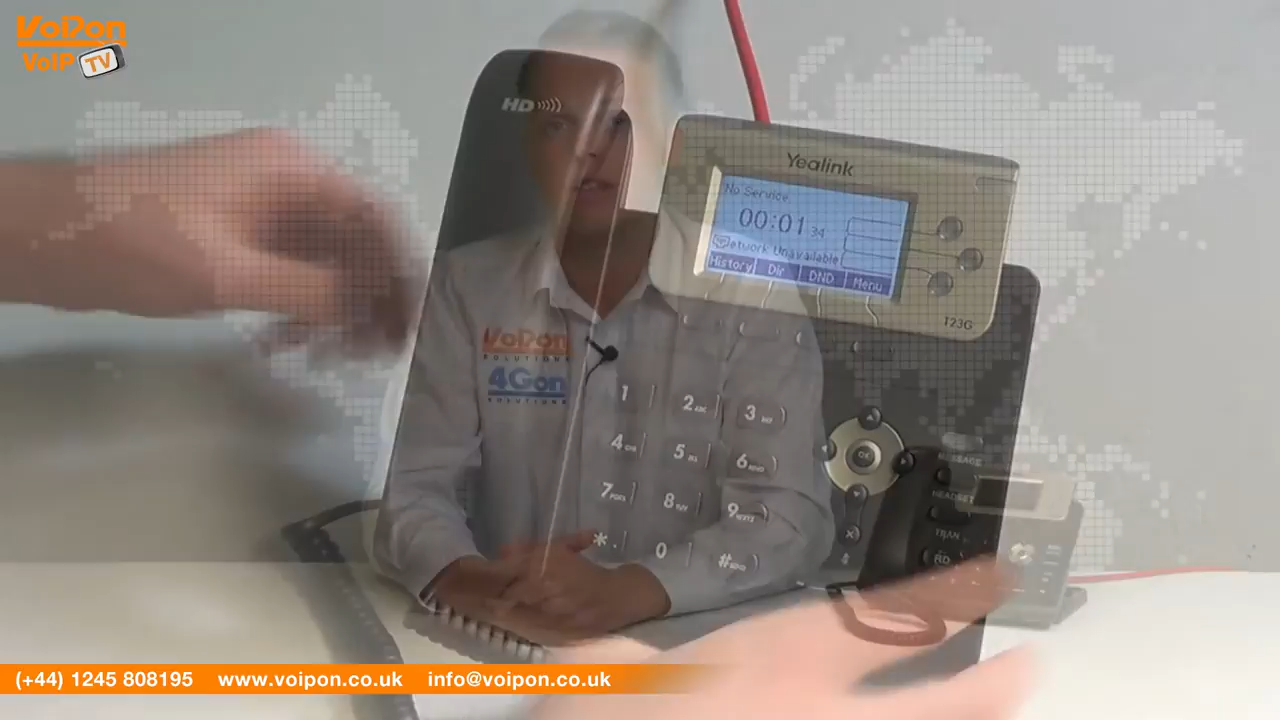 VoIPon
VoIP TV
HD
Yealink
No Service
00:01 34
Network Unavailable
History Dir DND Menu
T23G
VoIPon
SOLUTIONS
4Gon
SOLUTIONS
1 2 ABC 3 DEF
4 GHI 5 JKL 6 MNO
7 PQRS 8 TUV 9 WXYZ
* . 0 # SEND
OK
MESSAGE
HEADSET
TRAN
RD
(+44) 1245 808195 www.voipon.co.uk info@voipon.co.uk